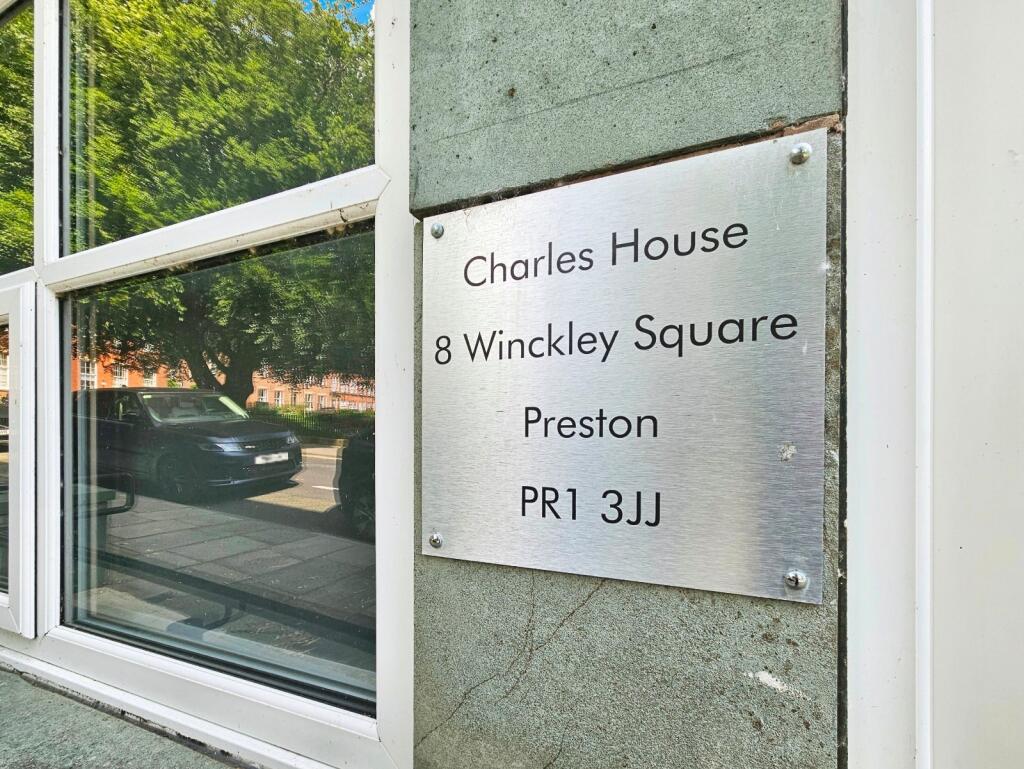 Charles House
8 Winckley Square
Preston
PR1 3JJ